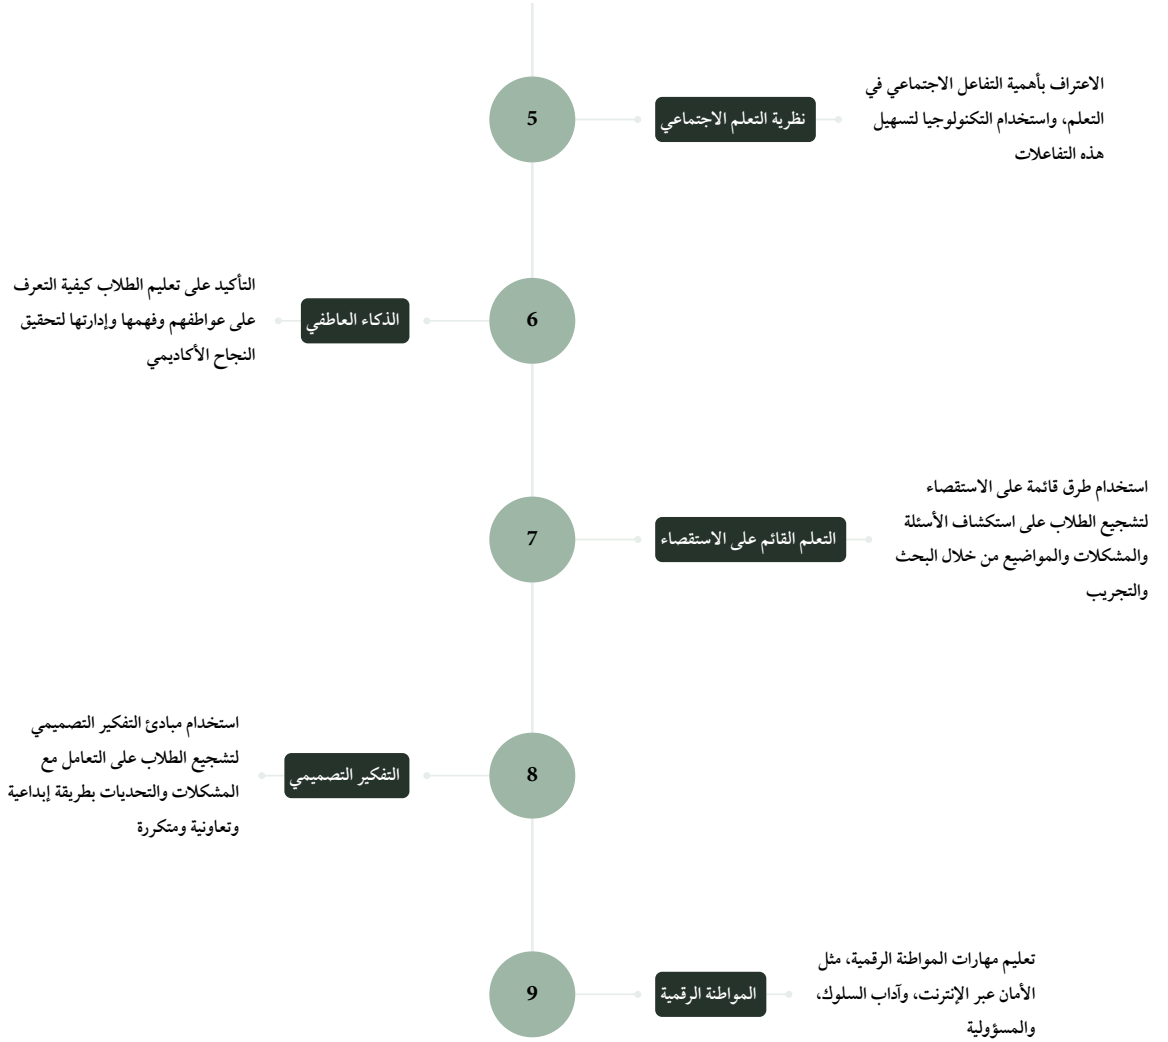 5
نظرية التعلم الاجتماعي
الاعتراف بأهمية التفاعل الاجتماعي في
التعلم، واستخدام التكنولوجيا لتسهيل
هذه التفاعلات
6
الذكاء العاطفي
التأكيد على تعليم الطلاب كيفية التعرف
على عواطفهم وفهمها وإدارتها لتحقيق
النجاح الأكاديمي
7
التعلم القائم على الاستقصاء
استخدام طرق قائمة على الاستقصاء
لتشجيع الطلاب على استكشاف الأسئلة
والمشكلات والمواضيع من خلال البحث
والتجريب
8
التفكير التصميمي
استخدام مبادئ التفكير التصميمي
لتشجيع الطلاب على التعامل مع
المشكلات والتحديات بطريقة إبداعية
وتعاونية ومتكررة
9
المواطنة الرقمية
تعليم مهارات المواطنة الرقمية، مثل
الأمان عبر الإنترنت، وآداب السلوك،
والمسؤولية